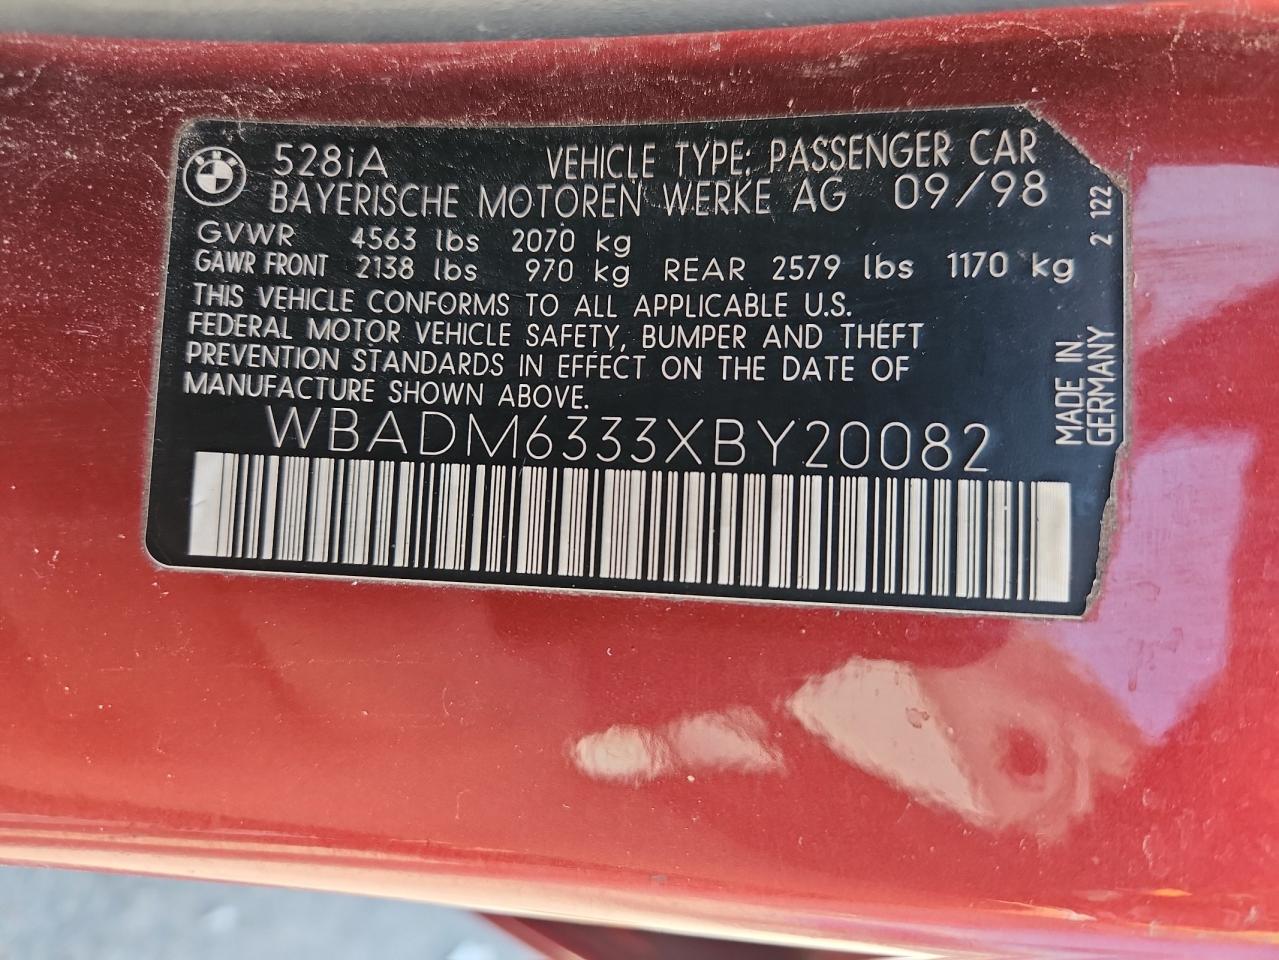 BMW
528iA VEHICLE TYPE: PASSENGER CAR
BAYERISCHE MOTOREN WERKE AG 09/98
GVWR 4563 lbs 2070 kg
GAWR FRONT 2138 lbs 970 kg REAR 2579 lbs 1170 kg
THIS VEHICLE CONFORMS TO ALL APPLICABLE U.S.
FEDERAL MOTOR VEHICLE SAFETY, BUMPER AND THEFT
PREVENTION STANDARDS IN EFFECT ON THE DATE OF
MANUFACTURE SHOWN ABOVE.
WBADM6333XBY20082
MADE IN
GERMANY
2 122